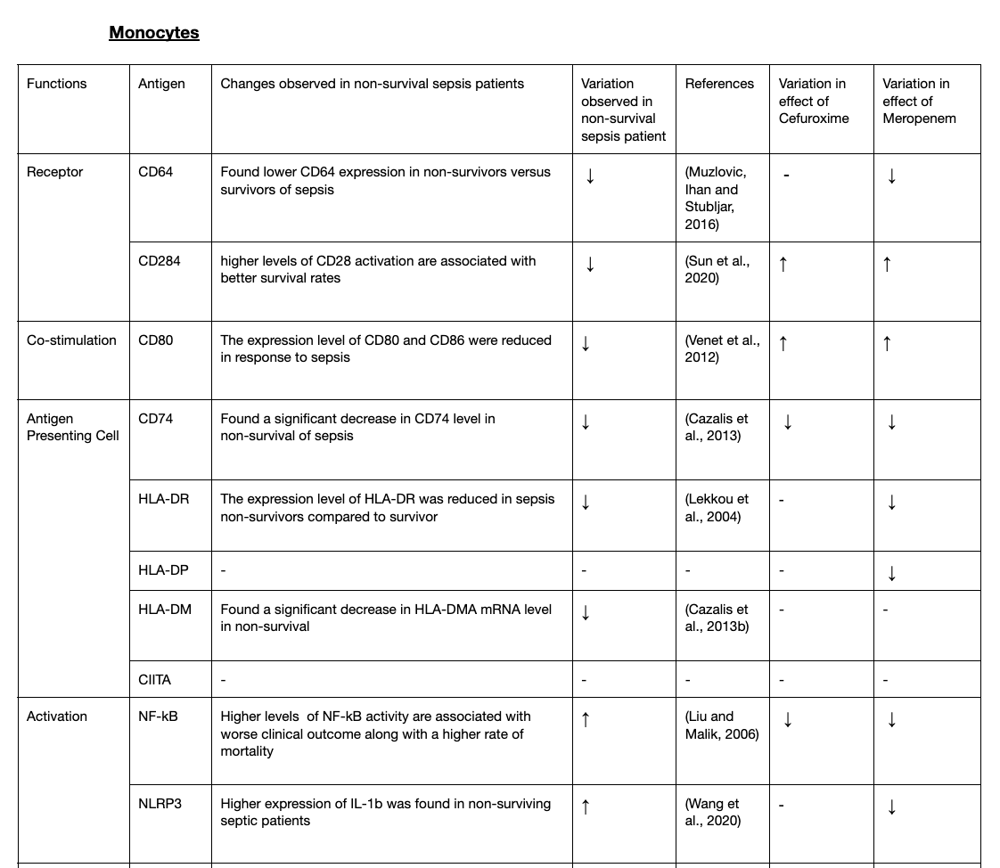 Monocytes
Functions
Antigen
Changes observed in non-survival sepsis patients
Variation
observed in
non-survival
sepsis patient
References
Variation in
effect of
Cefuroxime
Variation in
effect of
Meropenem
Receptor
CD64
Found lower CD64 expression in non-survivors versus
survivors of sepsis
↓
(Muzlovic,
Ihan and
Stubljar,
2016)
-
↓
CD284
higher levels of CD28 activation are associated with
better survival rates
↓
(Sun et al.,
2020)
↑
↑
Co-stimulation
CD80
The expression level of CD80 and CD86 were reduced
in response to sepsis
↓
(Venet et al.,
2012)
↑
↑
Antigen
Presenting Cell
CD74
Found a significant decrease in CD74 level in
non-survival of sepsis
↓
(Cazalis et
al., 2013)
↓
↓
HLA-DR
The expression level of HLA-DR was reduced in sepsis
non-survivors compared to survivor
↓
(Lekkou et
al., 2004)
-
↓
HLA-DP
-
-
-
-
↓
HLA-DM
Found a significant decrease in HLA-DMA mRNA level
in non-survival
↓
(Cazalis et
al., 2013b)
-
-
CIITA
-
-
-
-
-
Activation
NF-kB
Higher levels  of NF-kB activity are associated with
worse clinical outcome along with a higher rate of
mortality
↑
(Liu and
Malik, 2006)
↓
↓
NLRP3
Higher expression of IL-1b was found in non-surviving
septic patients
↑
(Wang et
al., 2020)
-
↓